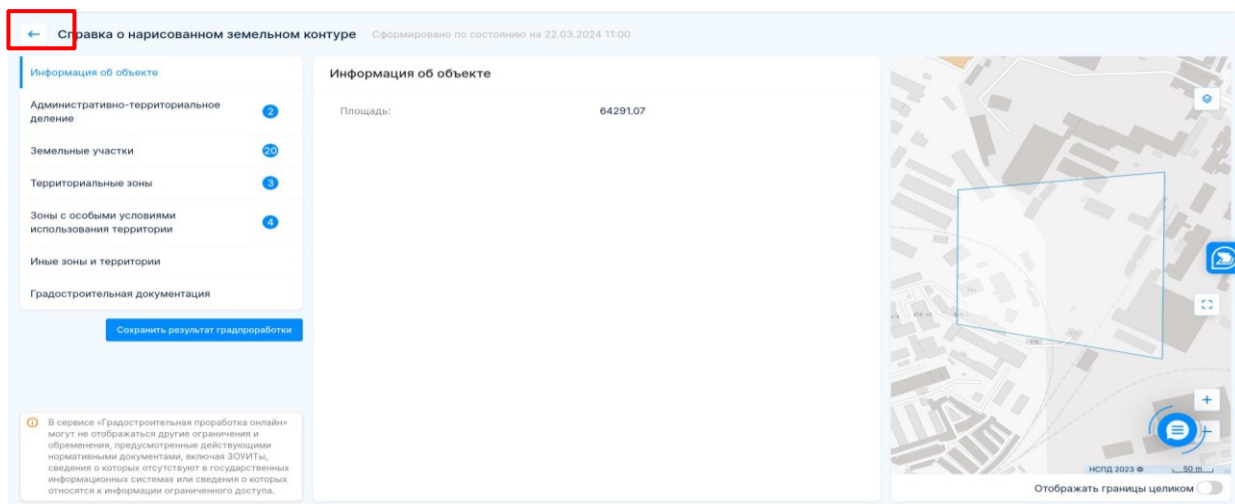 ← Справка о нарисованном земельном контуре Сформировано по состоянию на 22.03.2024 11:00
Информация об объекте
Административно-территориальное
деление
2
Земельные участки 20
Территориальные зоны 3
Зоны с особыми условиями
использования территории
4
Иные зоны и территории
Градостроительная документация
Сохранить результат градпроработки
В сервисе «Градостроительная проработка онлайн»
могут не отображаться другие ограничения и
обременения, предусмотренные действующими
нормативными документами, включая ЗОУИТы,
сведения о которых отсутствуют в государственных
информационных системах или сведения о которых
относятся к информации ограниченного доступа.
Информация об объекте
Площадь: 64291.07
НСПД 2023 © 50 m
Отображать границы целиком